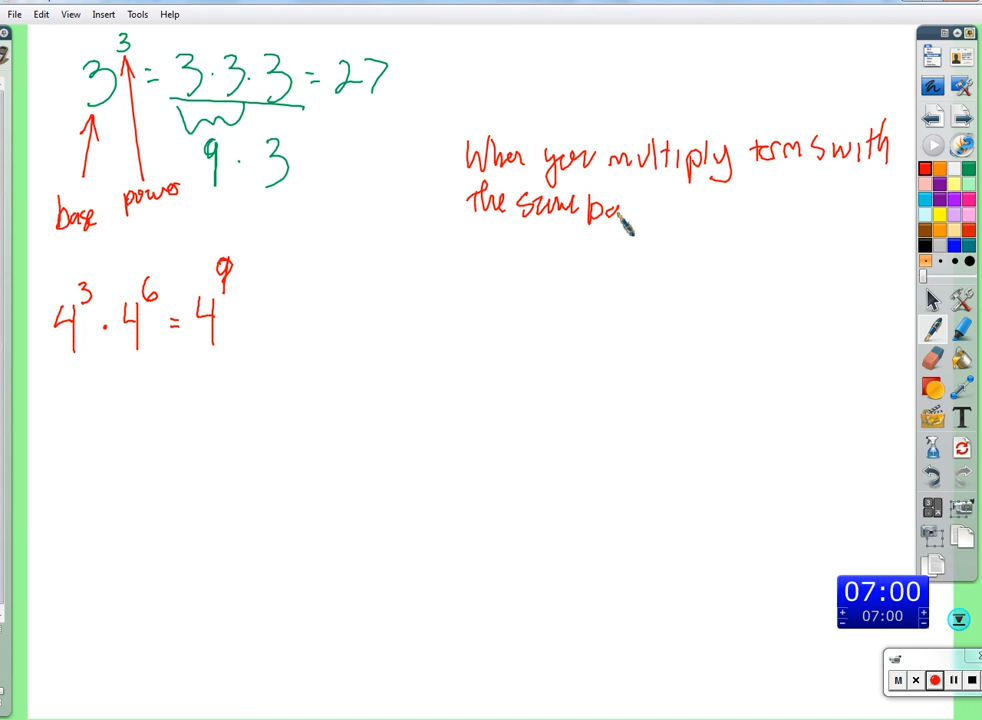 File Edit View Insert Tools Help
3³ = 3·3·3 = 27
9 · 3
base power
When you multiply terms with
the same ba
4³ · 4⁶ = 4⁹
07:00
07:00
M
T